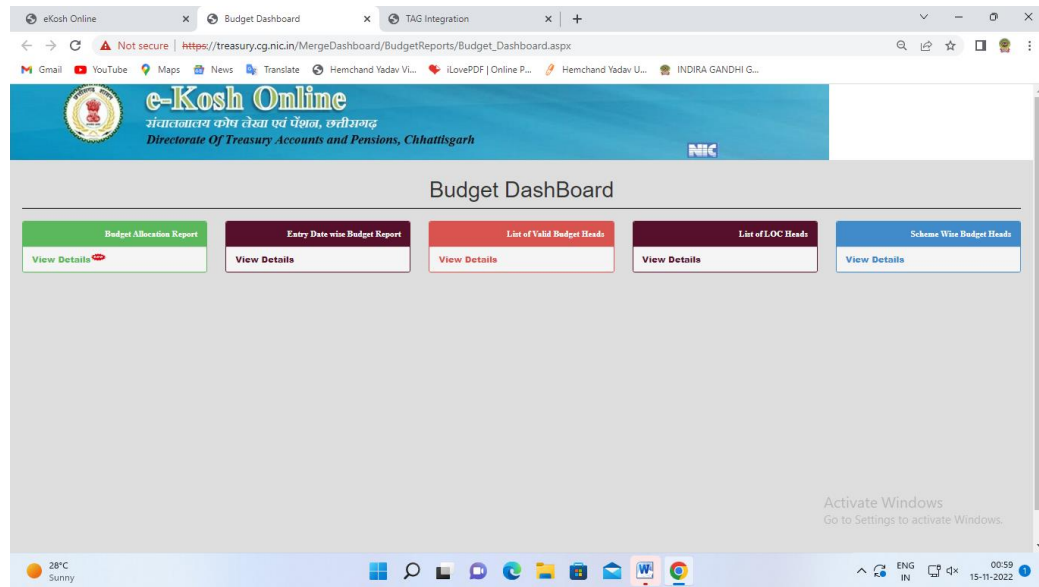 eKosh Online
Budget Dashboard
TAG Integration
Not secure | https://treasury.cg.nic.in/MergeDashboard/BudgetReports/Budget_Dashboard.aspx
Gmail YouTube Maps News Translate Hemchand Yadav Vi... iLovePDF | Online P... Hemchand Yadav U... INDIRA GANDHI G...
e-Kosh Online
संचालनालय कोष लेखा एवं पेंशन, छत्तीसगढ़
Directorate Of Treasury Accounts and Pensions, Chhattisgarh
NIC
Budget DashBoard
Budget Allocation Report
View Details
Entry Date wise Budget Report
View Details
List of Valid Budget Heads
View Details
List of LOC Heads
View Details
Scheme Wise Budget Heads
View Details
Activate Windows
Go to Settings to activate Windows.
28°C
Sunny
ENG
IN
00:59
15-11-2022
1